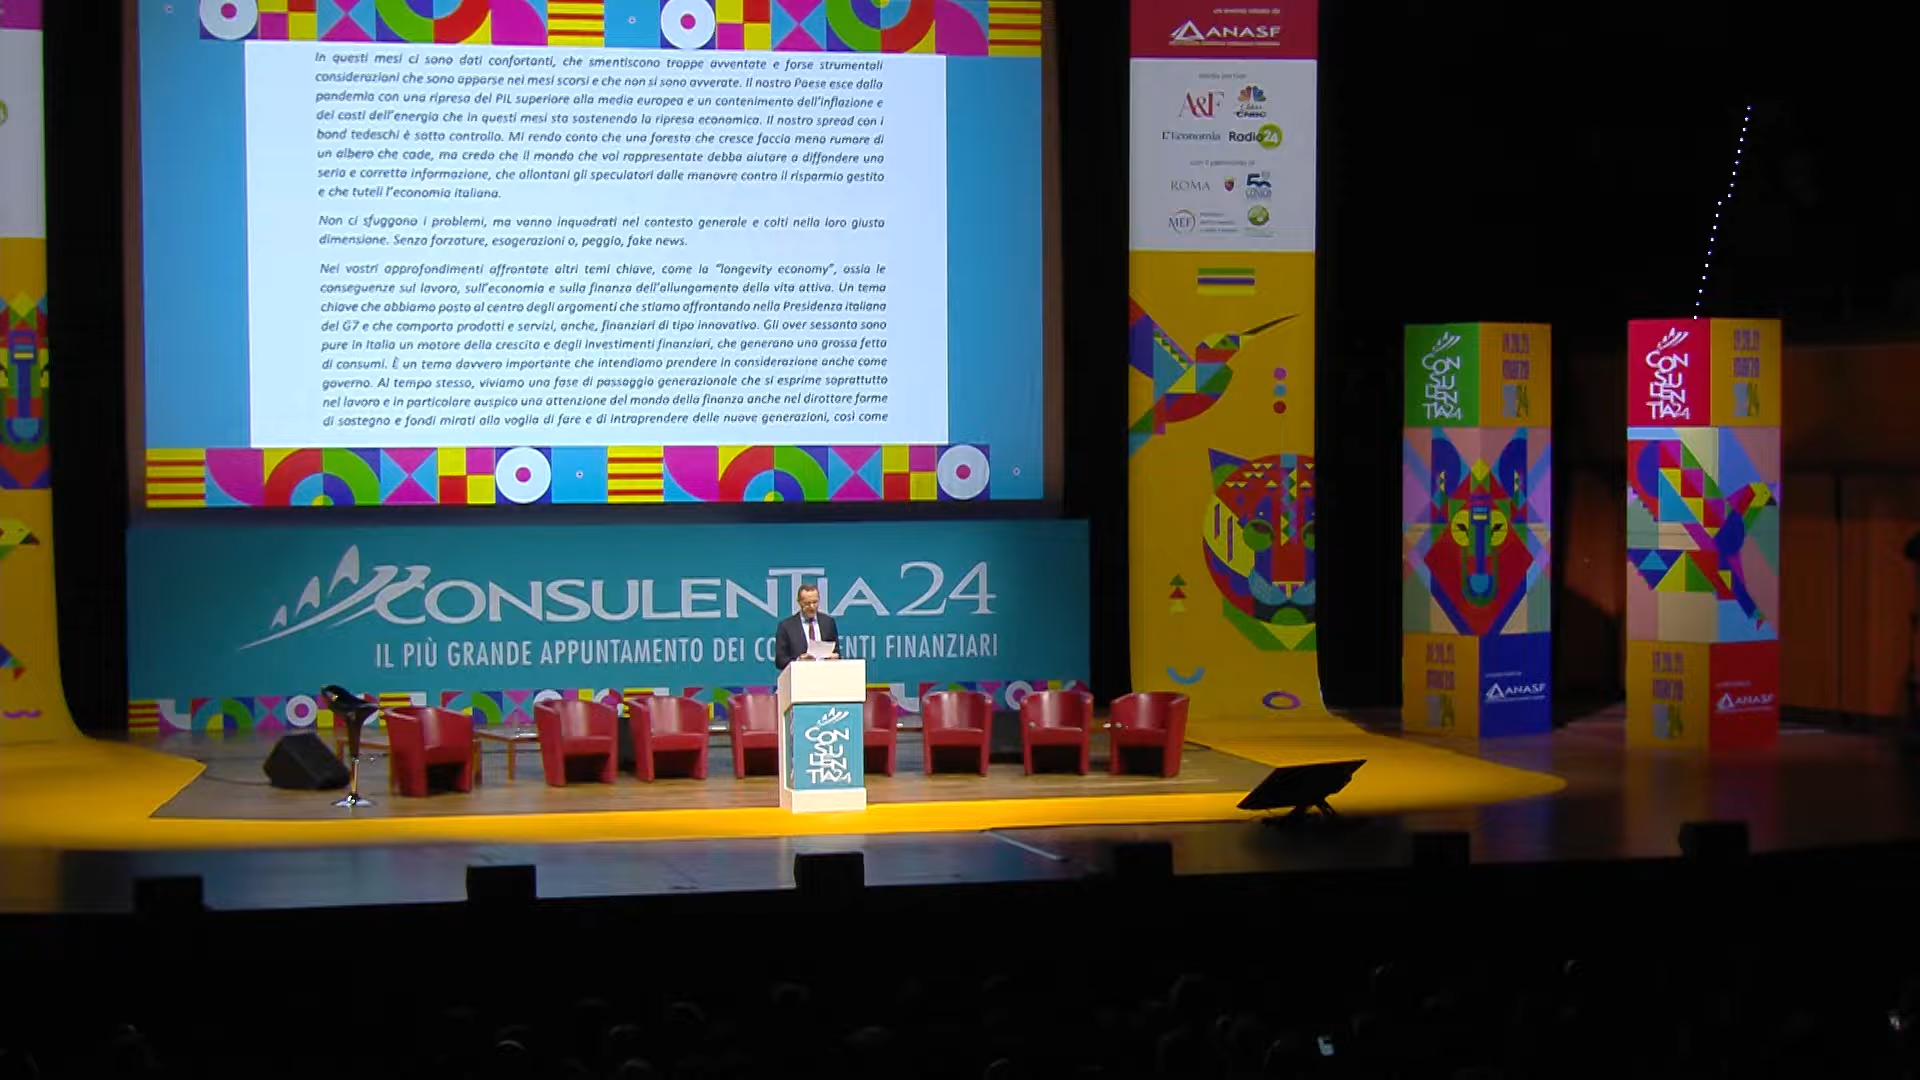 In questi mesi ci sono dati confortanti, che smentiscono troppe avventate e forse strumentali
considerazioni che sono apparse nei mesi scorsi e che non si sono avverate. Il nostro Paese esce dalla
pandemia con una ripresa del PIL superiore alla media europea e un contenimento dell'inflazione e
dei costi dell'energia che in questi mesi sta sostenendo la ripresa economica. Il nostro spread con i
bond tedeschi è sotto controllo. Mi rendo conto che una foresta che cresce faccia meno rumore di
un albero che cade, ma credo che il mondo che voi rappresentate debba aiutare a diffondere una
seria e corretta informazione, che allontani gli speculatori dalle manovre contro il risparmio gestito
e che tuteli l'economia italiana.
Non ci sfuggono i problemi, ma vanno inquadrati nel contesto generale e colti nella loro giusta
dimensione. Senza forzature, esagerazioni o, peggio, fake news.
Nei vostri approfondimenti affrontate altri temi chiave, come la "longevity economy", ossia le
conseguenze sul lavoro, sull'economia e sulla finanza dell'allungamento della vita attiva. Un tema
chiave che abbiamo posto al centro degli argomenti che stiamo affrontando nella Presidenza italiana
del G7 e che comporta prodotti e servizi, anche, finanziari di tipo innovativo. Gli over sessanta sono
pure in Italia un motore della crescita e degli investimenti finanziari, che generano una grossa fetta
di consumi. È un tema davvero importante che intendiamo prendere in considerazione anche come
governo. Al tempo stesso, viviamo una fase di passaggio generazionale che si esprime soprattutto
nel lavoro e in particolare auspico una attenzione del mondo della finanza anche nel dirottare forme
di sostegno e fondi mirati alla voglia di fare e di intraprendere delle nuove generazioni, così come
CONSULENTIA 24
IL PIÙ GRANDE APPUNTAMENTO DEI CO ENTI FINANZIARI
CONSULENTIA24
ANASF
A&F
CNBC
L'Economia Radio24
ROMA
MEF
CONSULENTIA24
marzo
24
ANASF
marzo
24
CONSULENTIA24
marzo
24
ANASF
marzo
24